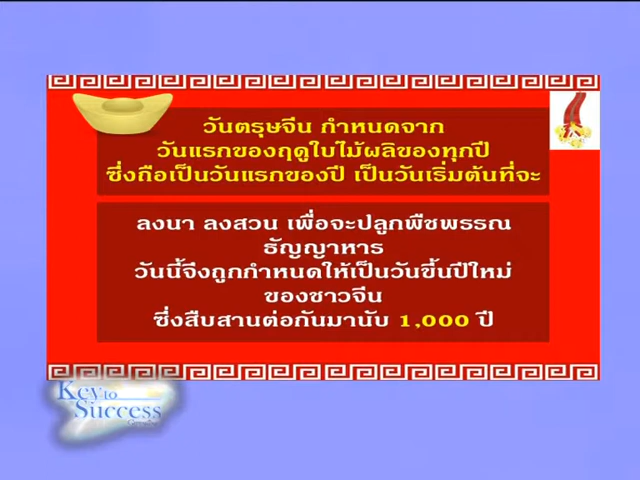 วันตรุษจีน กำหนดจาก
วันแรกของฤดูใบไม้ผลิของทุกปี
ซึ่งถือเป็นวันแรกของปี เป็นวันเริ่มต้นที่จะ
ลงนา ลงสวน เพื่อจะปลูกพืชพรรณ
ธัญญาหาร
วันนี้จึงถูกกำหนดให้เป็นวันขึ้นปีใหม่
ของชาวจีน
ซึ่งสืบสานต่อกันมานับ 1,000 ปี
Key to
Success